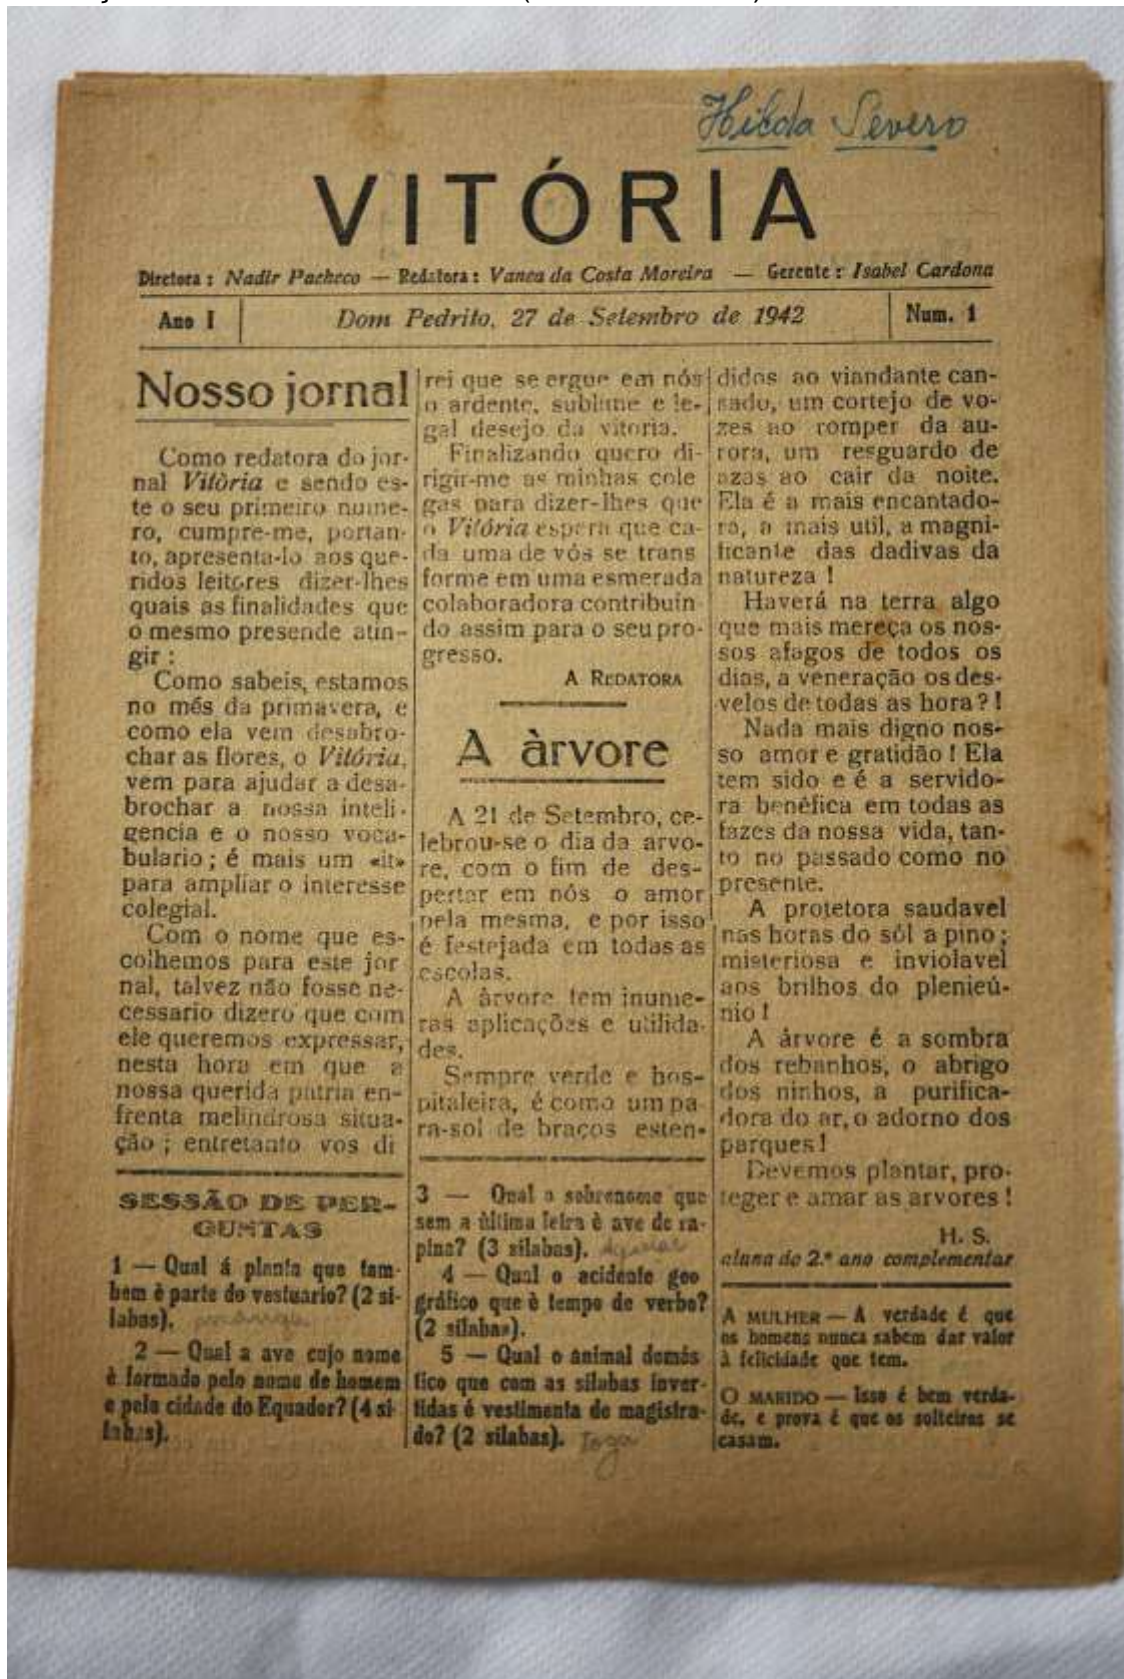 Hilda Severo
VITÓRIA
Diretora : Nadir Pacheco — Redatora : Vanea da Costa Moreira — Gerente : Isabel Cardona
Ano I
Dom Pedrito, 27 de Setembro de 1942
Num. 1
Nosso jornal
Como redatora do jor-
nal Vitòria e sendo es-
te o seu primeiro nume-
ro, cumpre-me, portan-
to, apresenta-lo aos que-
ridos leitores dizer-lhes
quais as finalidades que
o mesmo presende atin-
gir :
Como sabeis, estamos
no mês da primavera, e
como ela vem desabro-
char as flores, o Vitória,
vem para ajudar a desa-
brochar a nossa inteli-
gencia e o nosso voca-
bulario ; é mais um «it»
para ampliar o interesse
colegial.
Com o nome que es-
colhemos para este jor
nal, talvez não fosse ne-
cessario dizero que com
ele queremos expressar,
nesta hora em que a
nossa querida patria en-
frenta melindrosa situa-
ção ; entretanto vos di
rei que se ergue em nós
o ardente, sublime e le-
gal desejo da vitoria.
Finalizando quero di-
rigir-me as minhas cole
gas para dizer-lhes que
o Vitória espera que ca-
da uma de vós se trans
forme em uma esmerada
colaboradora contribuin
do assim para o seu pro-
gresso.
A REDATORA
A àrvore
A 21 de Setembro, ce-
lebrou-se o dia da arvo-
re, com o fim de des-
pertar em nós o amor
pela mesma, e por isso
é festejada em todas as
escolas.
A àrvore tem inume-
ras aplicações e utilida-
des.
Sempre verde e hos-
pitaleira, é como um pa
ra-sol de braços esten-
didos ao viandante can-
sado, um cortejo de vo-
zes ao romper da au-
rora, um resguardo de
azas ao cair da noite.
Ela é a mais encantado-
ra, a mais util, a magni-
ficante das dadivas da
natureza !
Haverá na terra algo
que mais mereça os nos-
sos afagos de todos os
dias, a veneração os des-
velos de todas as hora? !
Nada mais digno nos-
so amor e gratidão ! Ela
tem sido e é a servido-
ra benéfica em todas as
fazes da nossa vida, tan-
to no passado como no
presente.
A protetora saudavel
nas horas do sól a pino ;
misteriosa e inviolavel
aos brilhos do plenieú-
nio !
A árvore é a sombra
dos rebanhos, o abrigo
dos ninhos, a purifica-
dora do ar, o adorno dos
parques !
Devemos plantar, pro-
teger e amar as arvores !
H. S.
aluna do 2.º ano complementar
SESSÃO DE PER-
GUNTAS
1 — Qual á planta que tam-
bem è parte do vestuario? (2 si-
labas). manga
2 — Qual a ave cujo nome
è formado pelo nome de homem
e pela cidade do Equador? (4 si-
labas).
3 — Qual o sobrenome que
sem a ùltima letra è ave de ra-
pina? (3 silabas).
4 — Qual o acidente geo
gráfico que è tempo de verbo?
(2 sílabas).
5 — Qual o animal domés
tico que com as sílabas inver-
tidas é vestimenta de magistra-
do? (2 sílabas). Toga
A MULHER — A verdade é que
os homens nunca sabem dar valor
à felicidade que tem.
O MARIDO — Isso é bem verda-
de, e prova é que os solteiros se
casam.